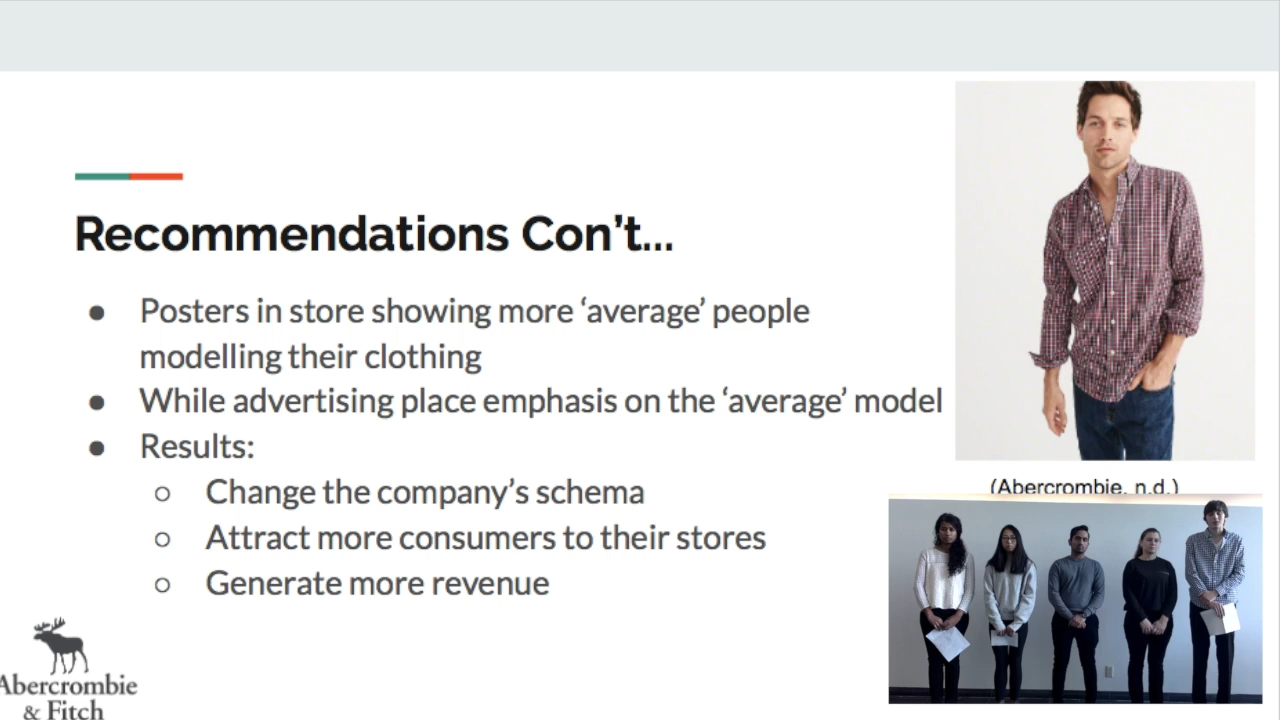 Recommendations Con't...
● Posters in store showing more ‘average’ people
modelling their clothing
● While advertising place emphasis on the ‘average’ model
● Results:
○ Change the company’s schema
○ Attract more consumers to their stores
○ Generate more revenue
(Abercrombie, n.d.)
Abercrombie
& Fitch